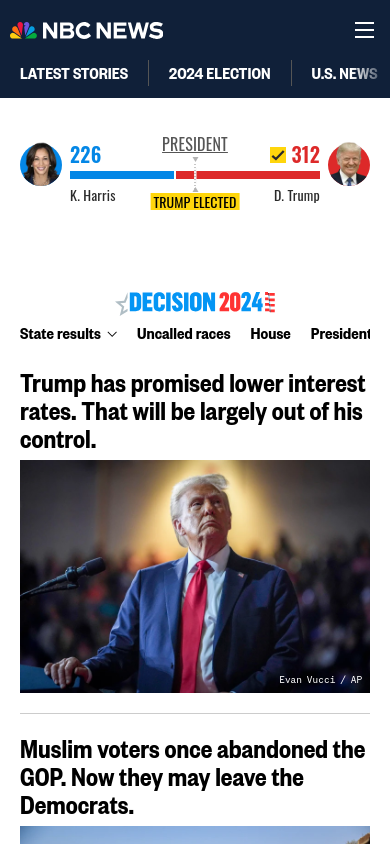 NBC NEWS
LATEST STORIES
2024 ELECTION
U.S. NEWS
PRESIDENT
226
312
K. Harris
D. Trump
TRUMP ELECTED
DECISION 2024
State results
Uncalled races
House
President
Trump has promised lower interest
rates. That will be largely out of his
control.
Evan Vucci / AP
Muslim voters once abandoned the
GOP. Now they may leave the
Democrats.